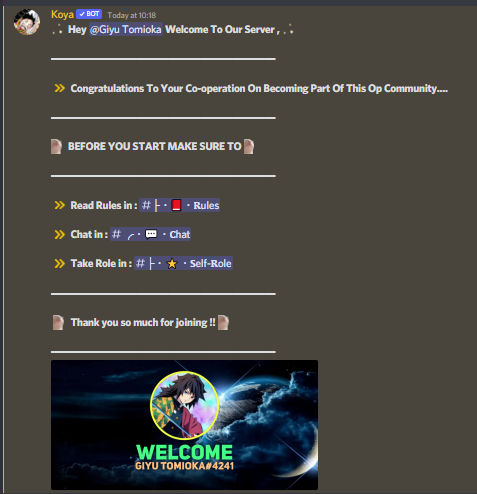 Koya ✓ BOT Today at 10:18
Hey @Giyu Tomioka Welcome To Our Server ,
Congratulations To Your Co-operation On Becoming Part Of This Op Community....
BEFORE YOU START MAKE SURE TO
Read Rules in : # ├・📕・Rules
Chat in : # ╭・💬・Chat
Take Role in : # ├・⭐・Self-Role
Thank you so much for joining !!
WELCOME
GIYU TOMIOKA#4241